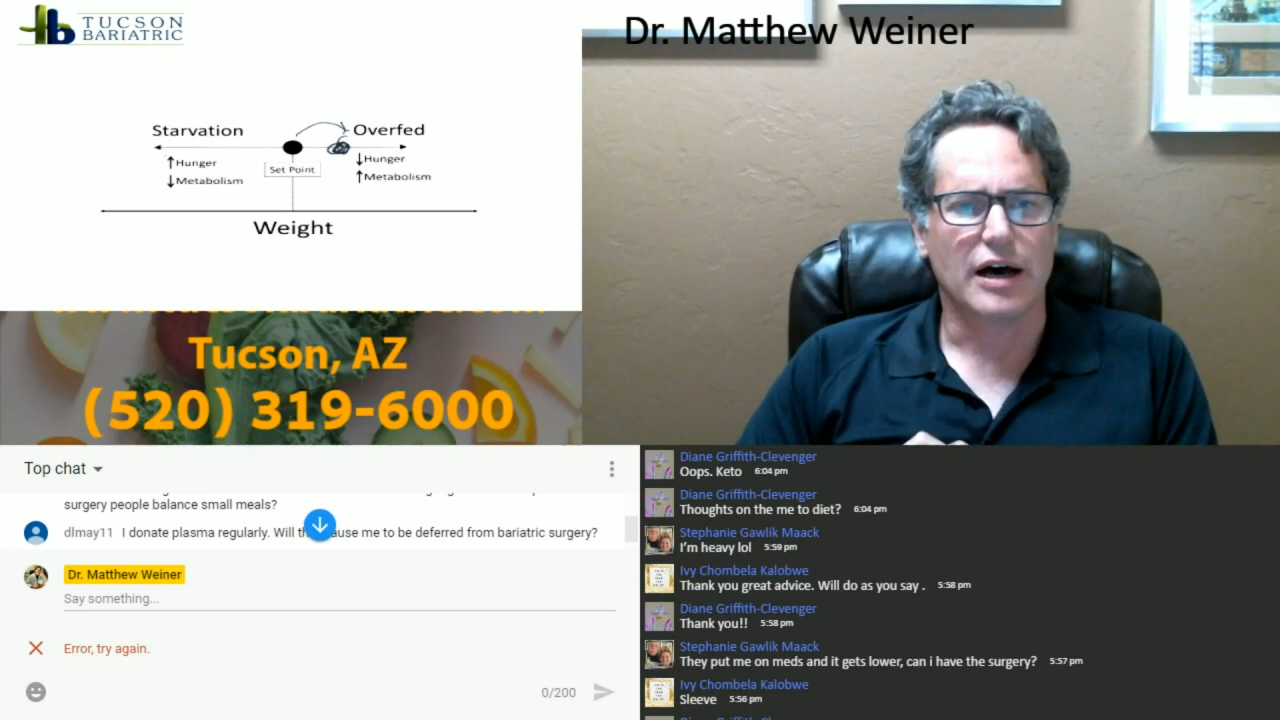 TUCSON
BARIATRIC
Dr. Matthew Weiner
Starvation
Overfed
↑Hunger
↓Metabolism
Set Point
↓Hunger
↑Metabolism
Weight
Tucson, AZ
(520) 319-6000
Top chat
surgery people balance small meals?
dlmay11 I donate plasma regularly. Will ause me to be deferred from bariatric surgery?
Dr. Matthew Weiner
Say something...
Error, try again.
0/200
Diane Griffith-Clevenger
Oops. Keto 6:04 pm
Diane Griffith-Clevenger
Thoughts on the me to diet? 6:04 pm
Stephanie Gawlik Maack
I'm heavy lol 5:59 pm
Ivy Chombela Kalobwe
Thank you great advice. Will do as you say . 5:58 pm
Diane Griffith-Clevenger
Thank you!! 5:58 pm
Stephanie Gawlik Maack
They put me on meds and it gets lower, can i have the surgery? 5:57 pm
Ivy Chombela Kalobwe
Sleeve 5:56 pm